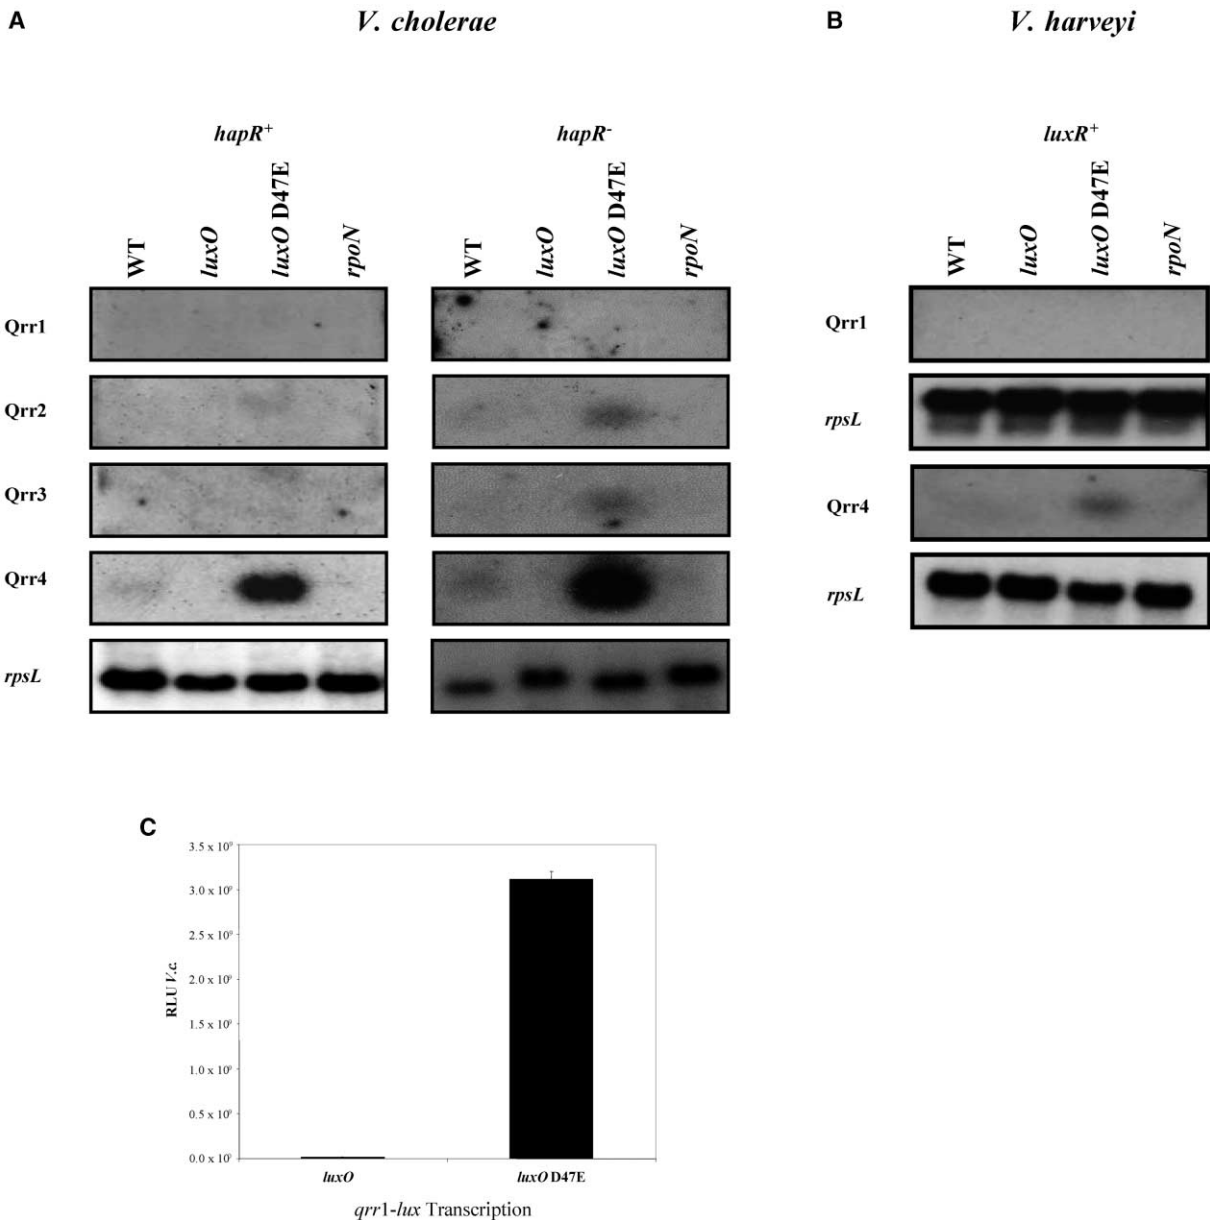 A
V. cholerae
B
V. harveyi
hapR⁺
hapR⁻
luxR⁺
WT
luxO
luxO D47E
rpoN
WT
luxO
luxO D47E
rpoN
WT
luxO
luxO D47E
rpoN
Qrr1
Qrr2
Qrr3
Qrr4
rpsL
Qrr1
rpsL
Qrr4
rpsL
C
3.5 x 10
3.0 x 10
2.5 x 10
2.0 x 10
1.5 x 10
1.0 x 10
0.5 x 10
0.0 x 10
RLU V.c.
luxO
luxO D47E
qrr1-lux Transcription